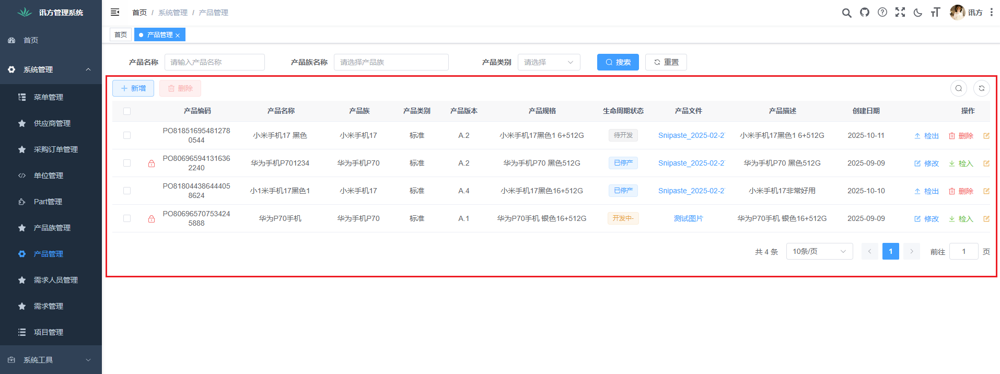 讯方管理系统
首页 / 系统管理 / 产品管理
讯方
首页
产品管理 ×
首页
系统管理
菜单管理
供应商管理
采购订单管理
单位管理
Part管理
产品族管理
产品管理
需求人员管理
需求管理
项目管理
系统工具
产品名称 请输入产品名称 产品族名称 请选择产品族 产品类别 请选择 搜索 重置
新增 删除
产品编码 产品名称 产品族 产品类别 产品版本 产品规格 生命周期状态 产品文件 产品描述 创建日期 操作
PO81851695481278
0544
小米手机17 黑色 小米手机17 标准 A.2 小米手机17黑色1 6+512G 待开发 Snipaste_2025-02-2 小米手机17黑色1 6+512G 2025-10-11 检出 删除
PO80696594131636
2240
华为手机P701234 华为手机P70 标准 A.2 华为手机P70 黑色512G 已停产 Snipaste_2025-02-2 华为手机P70 黑色512G 2025-09-09 修改 检入
PO81804438644405
8624
小1米手机17黑色1 小米手机17 标准 A.4 小米手机17黑色16+512G 已停产 Snipaste_2025-02-2 小米手机17非常好用 2025-10-10 检出 删除
PO80696570753424
5888
华为P70手机 华为手机P70 标准 A.1 华为P70手机 银色16+512G 开发中- 测试图片 华为P70手机 银色16+512G 2025-09-09 修改 检入
共 4 条 10条/页 < 1 > 前往 1 页